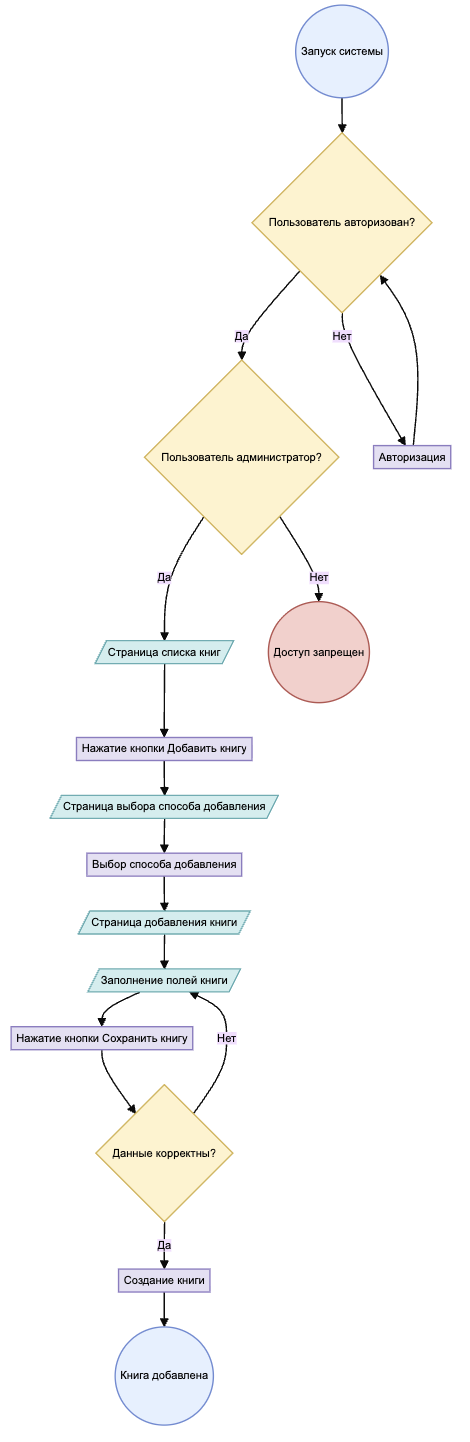 Запуск системы
Пользователь авторизован?
Да
Нет
Пользователь администратор?
Авторизация
Да
Нет
Страница списка книг
Доступ запрещен
Нажатие кнопки Добавить книгу
Страница выбора способа добавления
Выбор способа добавления
Страница добавления книги
Заполнение полей книги
Нажатие кнопки Сохранить книгу
Нет
Данные корректны?
Да
Создание книги
Книга добавлена